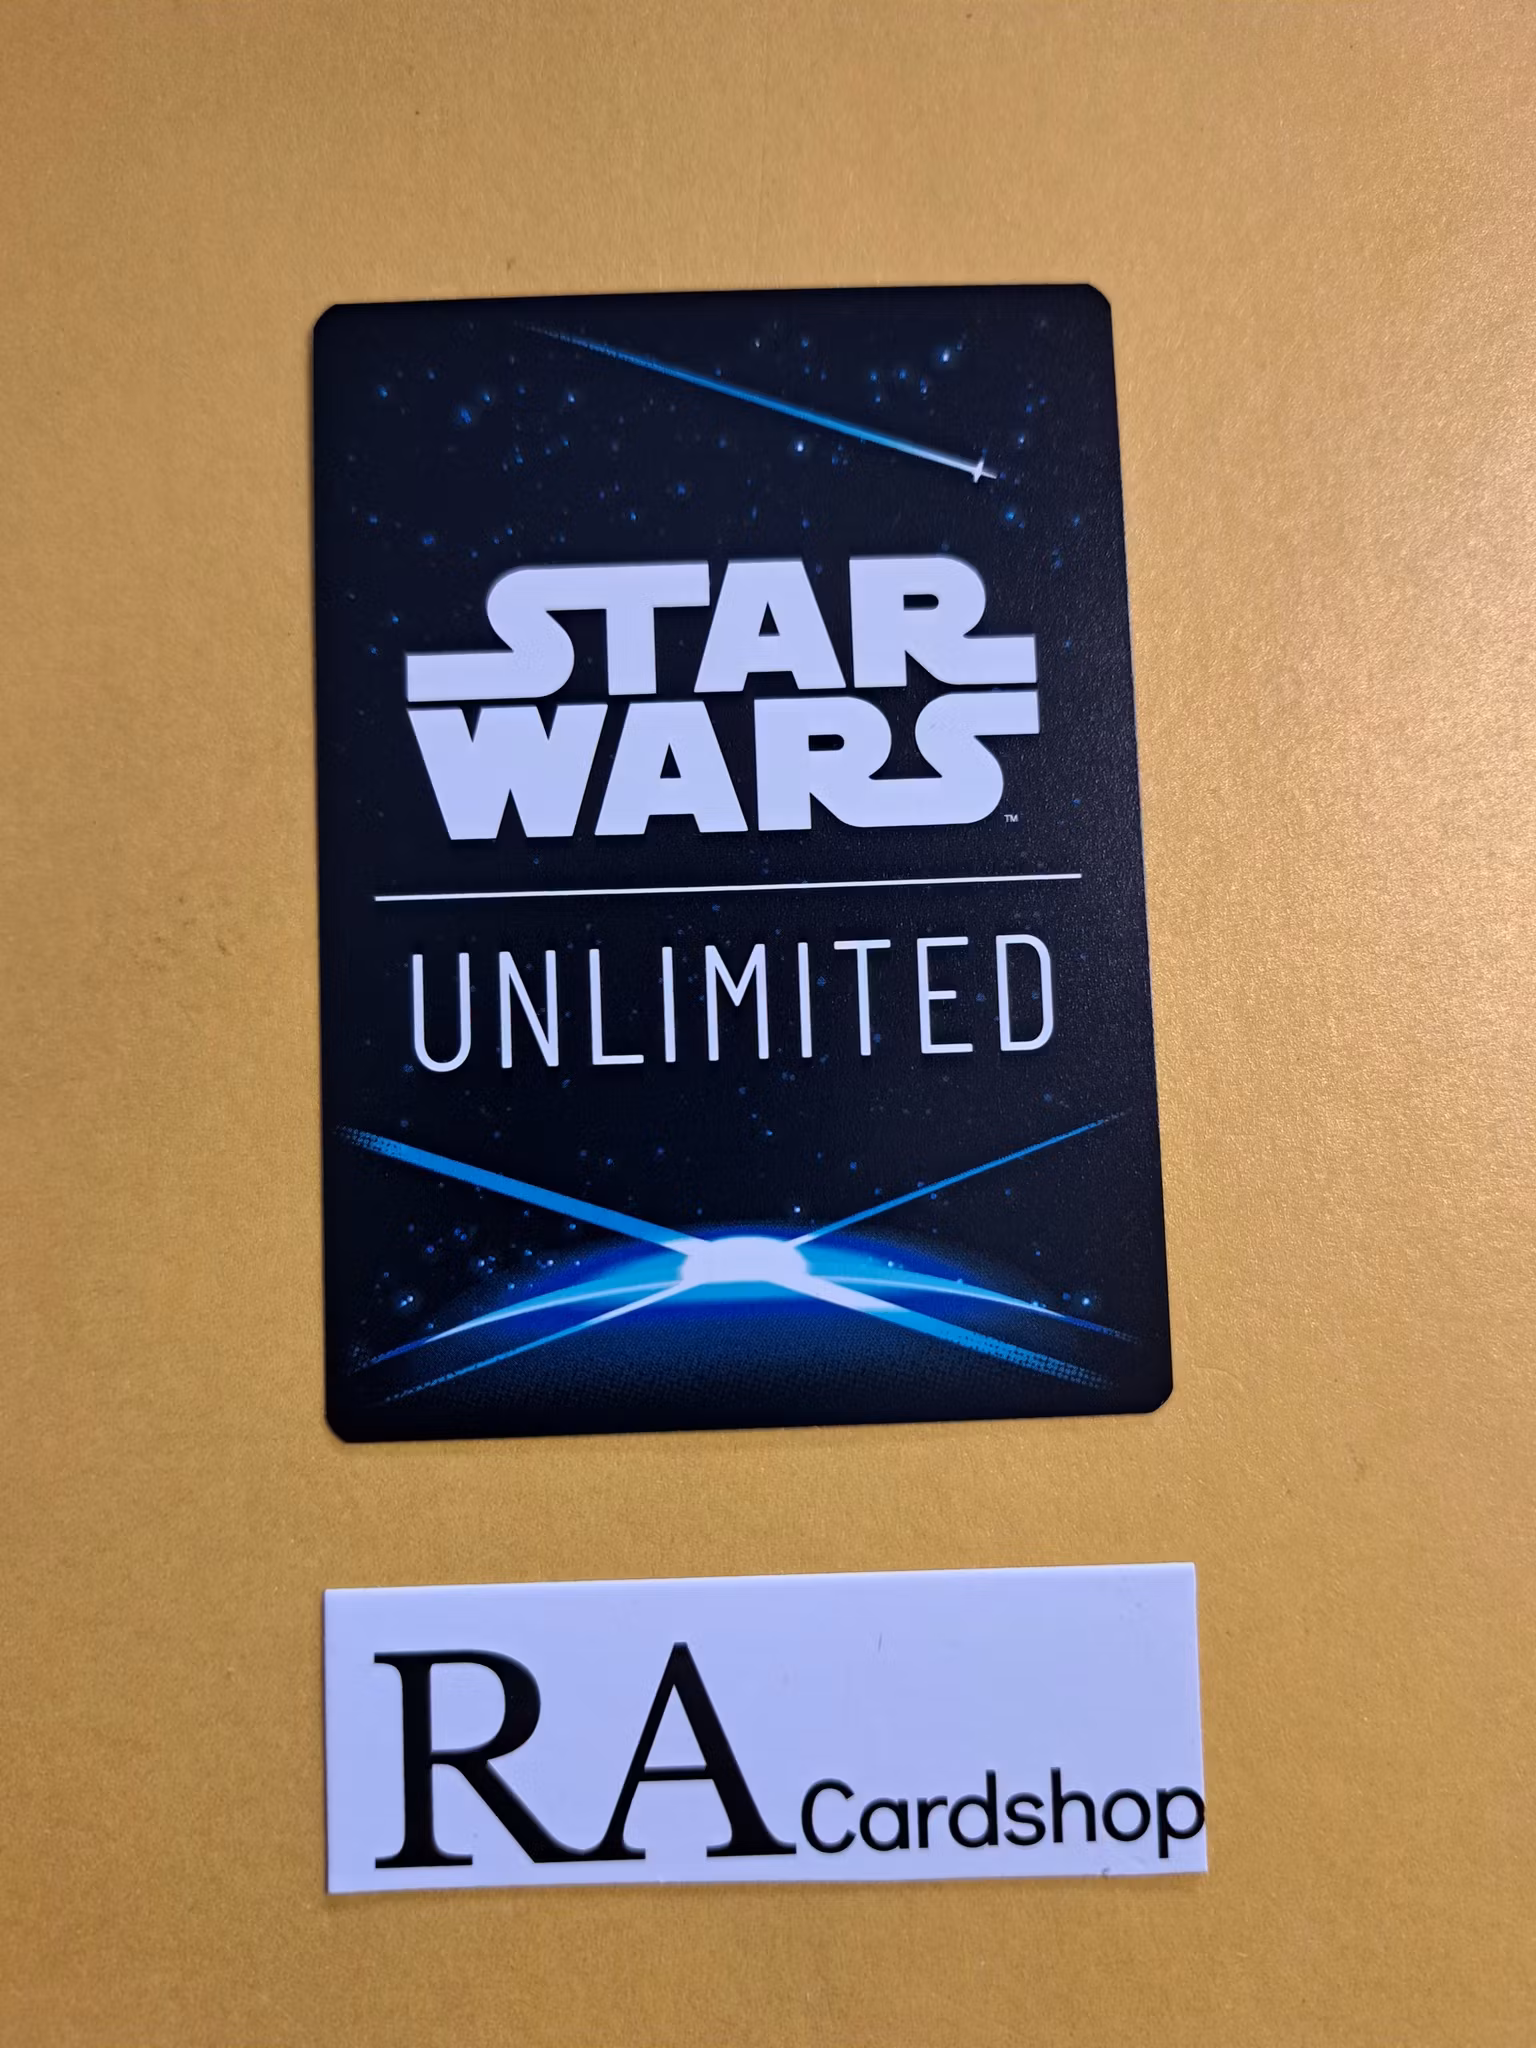 STAR
WARS
™
UNLIMITED
RA Cardshop